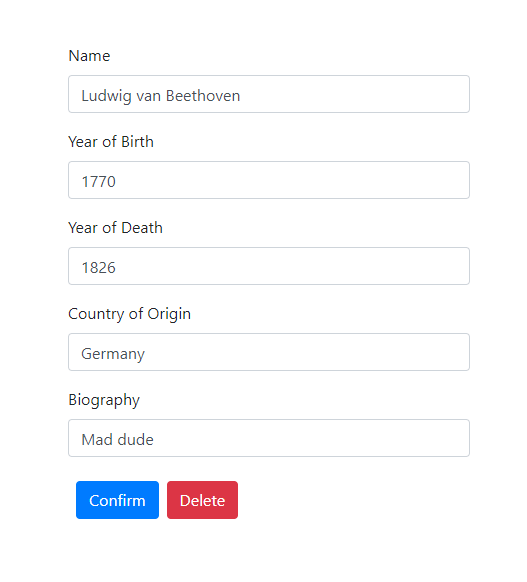 Name
Ludwig van Beethoven
Year of Birth
1770
Year of Death
1826
Country of Origin
Germany
Biography
Mad dude
Confirm Delete